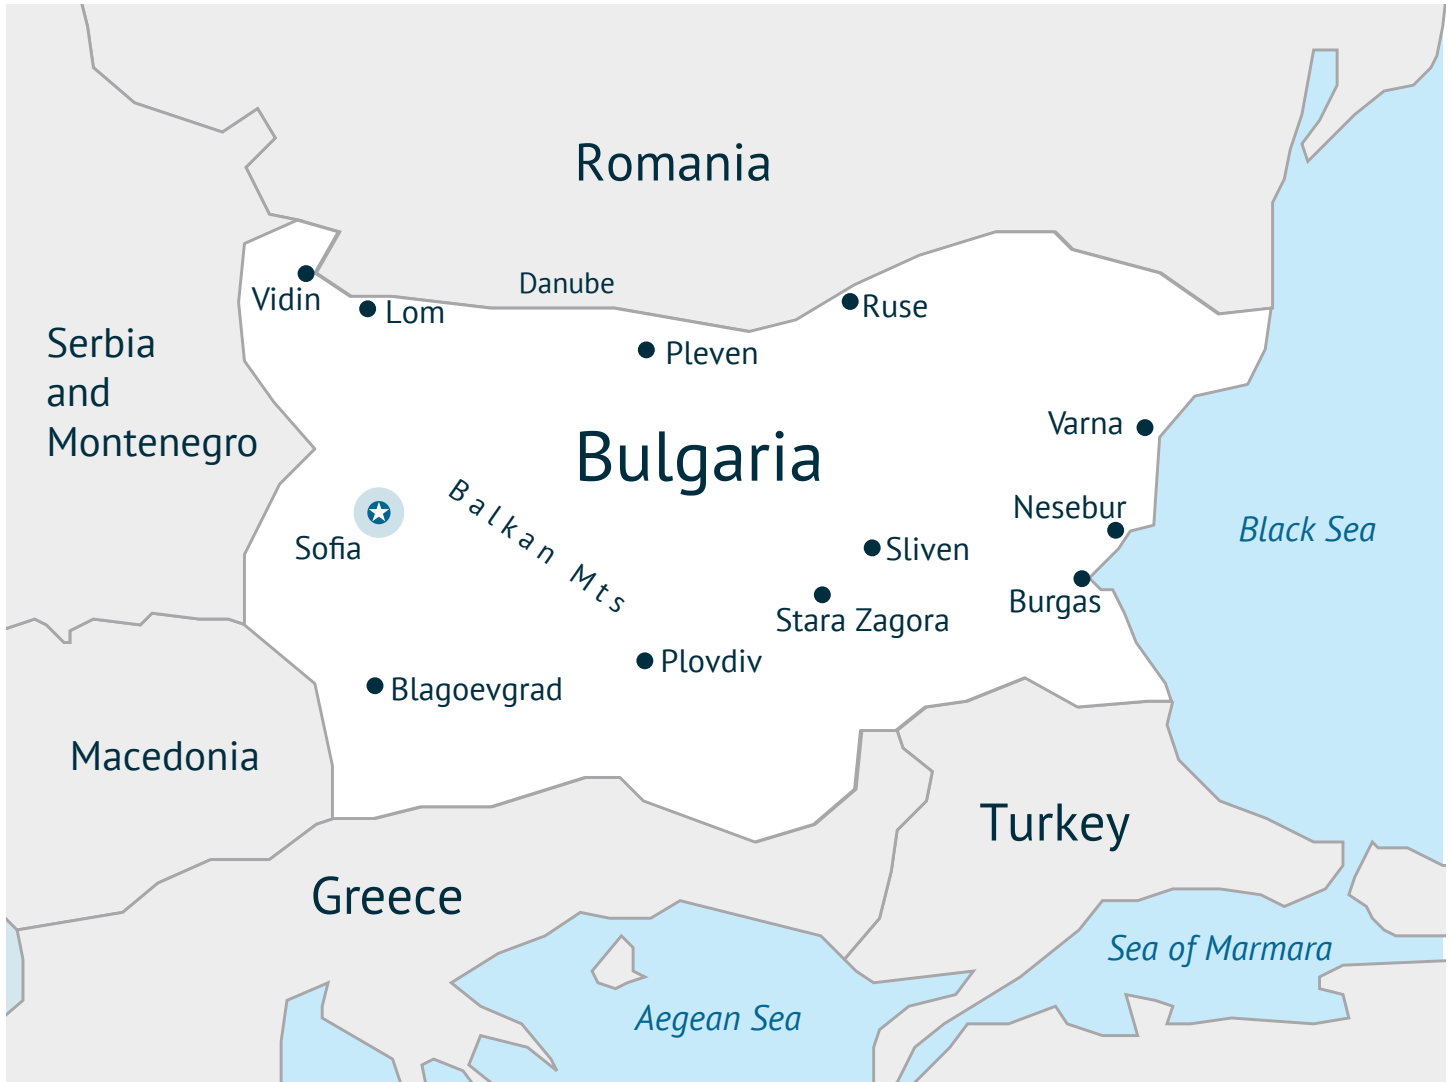 Romania
Danube
Vidin
Lom
Ruse
Pleven
Serbia
and
Montenegro
Varna
Bulgaria
Balkan Mts
Nesebur
Black Sea
Sofia
Sliven
Burgas
Stara Zagora
Plovdiv
Blagoevgrad
Macedonia
Turkey
Greece
Sea of Marmara
Aegean Sea